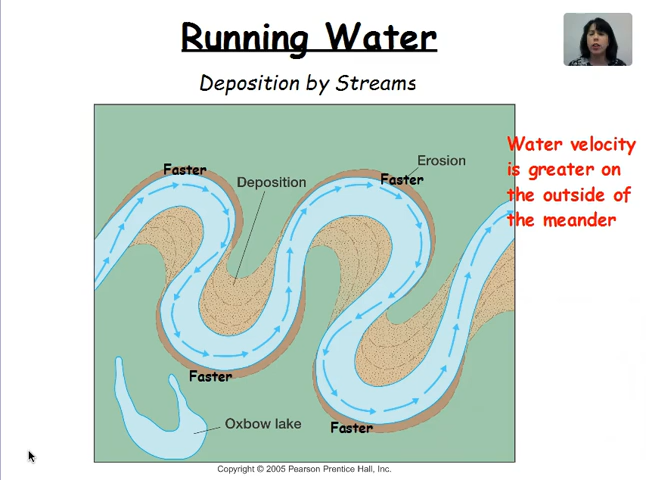 Running Water
Deposition by Streams
Water velocity
is greater on
the outside of
the meander
Erosion
Faster
Faster
Deposition
Faster
Oxbow lake
Faster
Copyright © 2005 Pearson Prentice Hall, Inc.